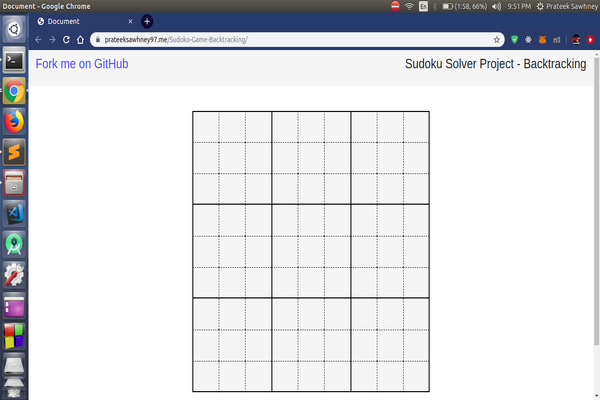 Document - Google Chrome
En
(1:58, 66%)
9:51 PM
Prateek Sawhney
Document
prateeksawhney97.me/Sudoko-Game-Backtracking/
Fork me on GitHub
Sudoku Solver Project - Backtracking